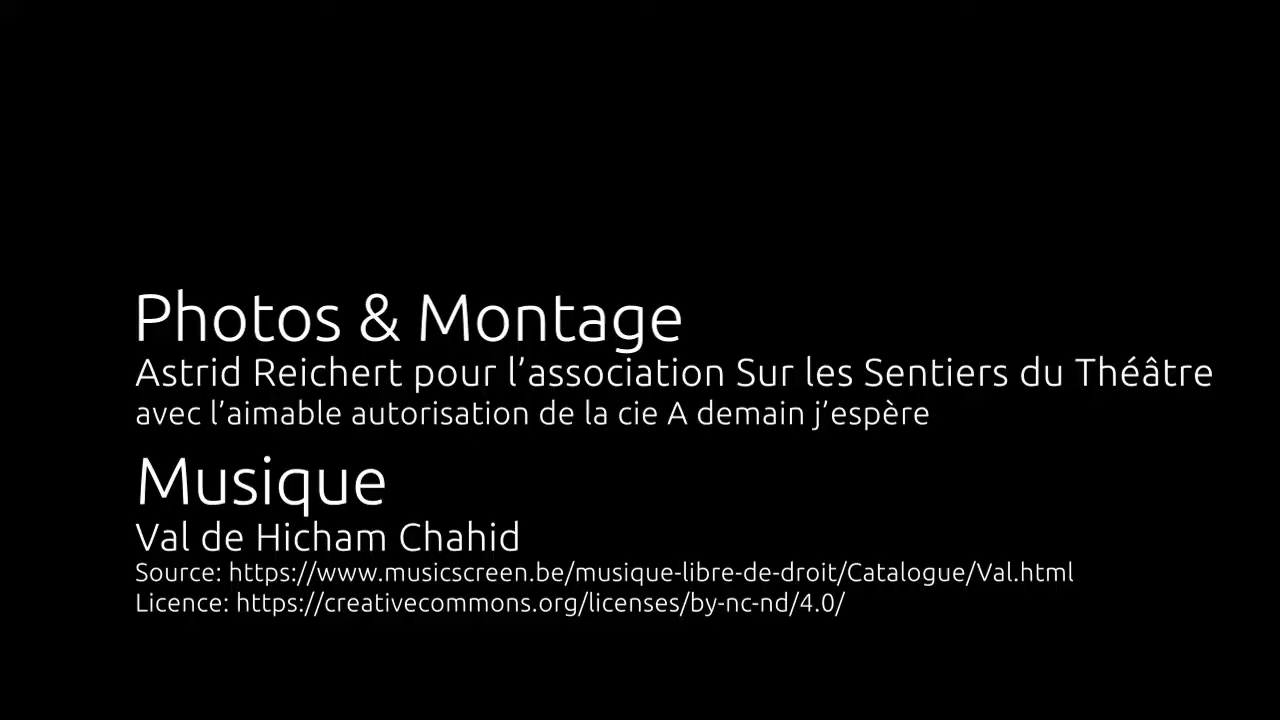 Photos & Montage
Astrid Reichert pour l’association Sur les Sentiers du Théâtre
avec l’aimable autorisation de la cie A demain j’espère
Musique
Val de Hicham Chahid
Source: https://www.musicscreen.be/musique-libre-de-droit/Catalogue/Val.html
Licence: https://creativecommons.org/licenses/by-nc-nd/4.0/